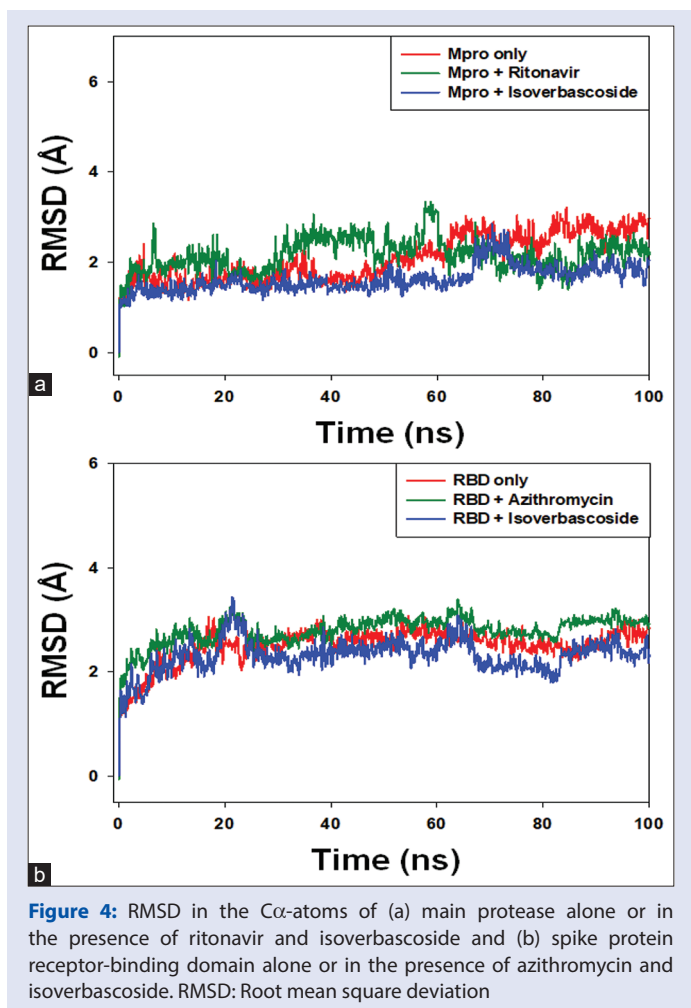 Mpro only
Mpro + Ritonavir
Mpro + Isoverbascoside
6
4
2
0
RMSD (Å)
a
0 20 40 60 80 100
Time (ns)
RBD only
RBD + Azithromycin
RBD + Isoverbascoside
6
4
2
0
RMSD (Å)
0 20 40 60 80 100
Time (ns)
b
Figure 4: RMSD in the Cα-atoms of (a) main protease alone or in
the presence of ritonavir and isoverbascoside and (b) spike protein
receptor-binding domain alone or in the presence of azithromycin and
isoverbascoside. RMSD: Root mean square deviation